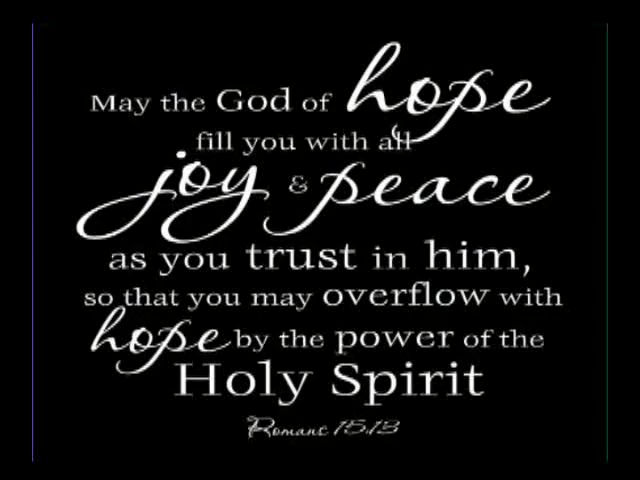 May the God of hope
fill you with all
joy & peace
as you trust in him,
so that you may overflow with
hope by the power of the
Holy Spirit
Romans 15:13